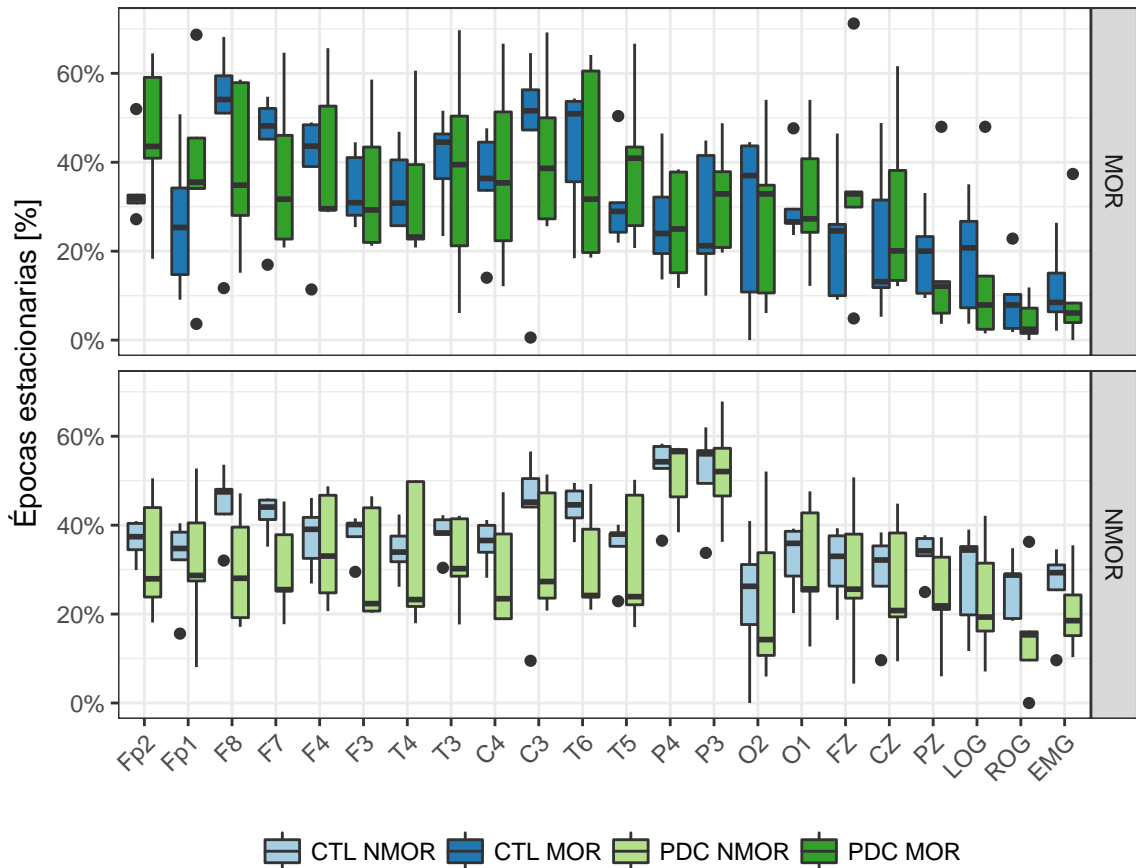 Épocas estacionarias [%]
60%
40%
20%
0%
MOR
60%
40%
20%
0%
NMOR
Fp2 Fp1 F8 F7 F4 F3 T4 T3 C4 C3 T6 T5 P4 P3 O2 O1 FZ CZ PZ LOG ROG EMG
CTL NMOR CTL MOR PDC NMOR PDC MOR